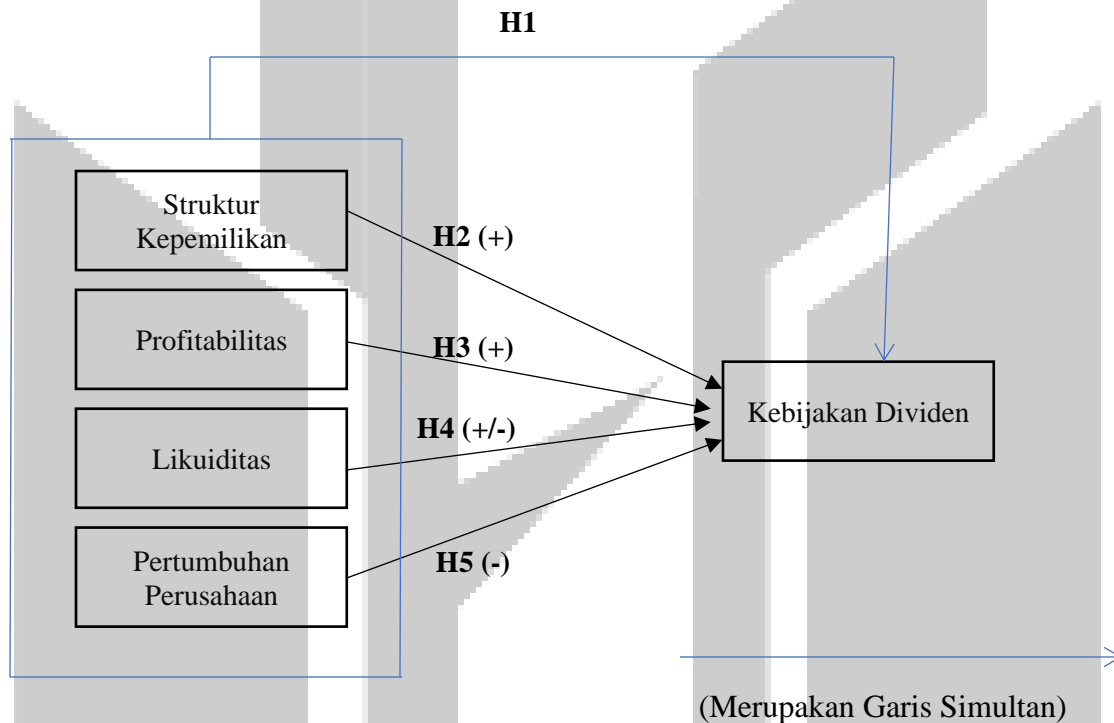 H1
Struktur
Kepemilikan
H2 (+)
Profitabilitas
H3 (+)
Kebijakan Dividen
H4 (+/-)
Likuiditas
Pertumbuhan
Perusahaan
H5 (-)
(Merupakan Garis Simultan)